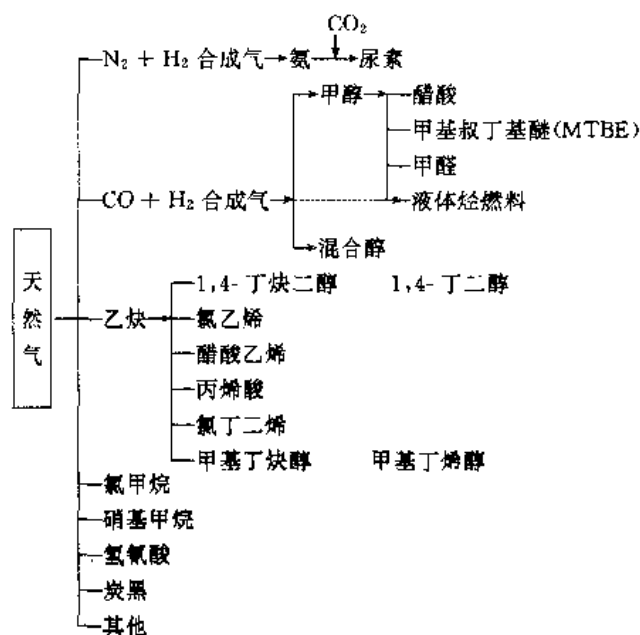 CO₂
N₂ + H₂ 合成气 氨 尿素
甲醇 醋酸
甲基叔丁基醚(MTBE)
甲醛
CO + H₂ 合成气 液体烃燃料
混合醇
天然气
1,4-丁炔二醇 1,4-丁二醇
乙炔 氯乙烯
醋酸乙烯
丙烯酸
氯丁二烯
甲基丁炔醇 甲基丁烯醇
氯甲烷
硝基甲烷
氢氰酸
炭黑
其他